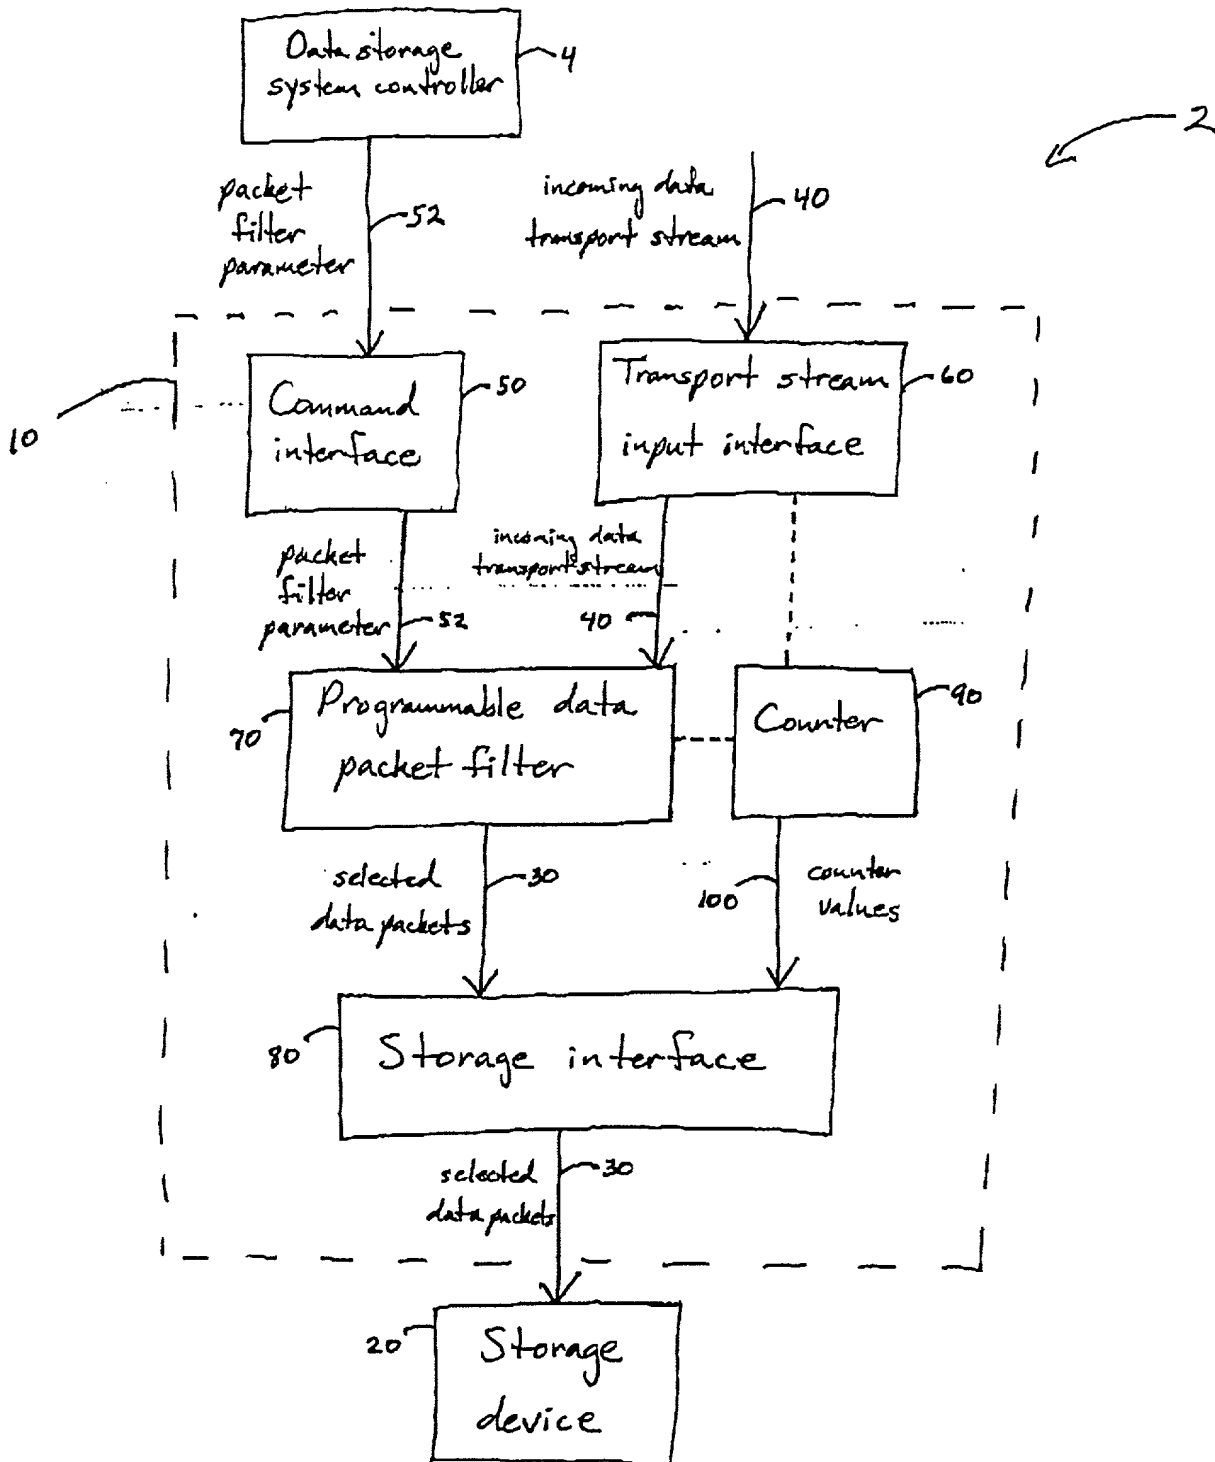 Data storage
system controller
4
2
packet
filter
parameter
52
incoming data
transport stream
40
10
Command
interface
50
Transport stream
input interface
60
packet
filter
parameter
52
incoming data
transport stream
40
70
Programmable data
packet filter
Counter
90
selected
data packets
30
100
counter
values
80
Storage interface
selected
data packets
30
20
Storage
device